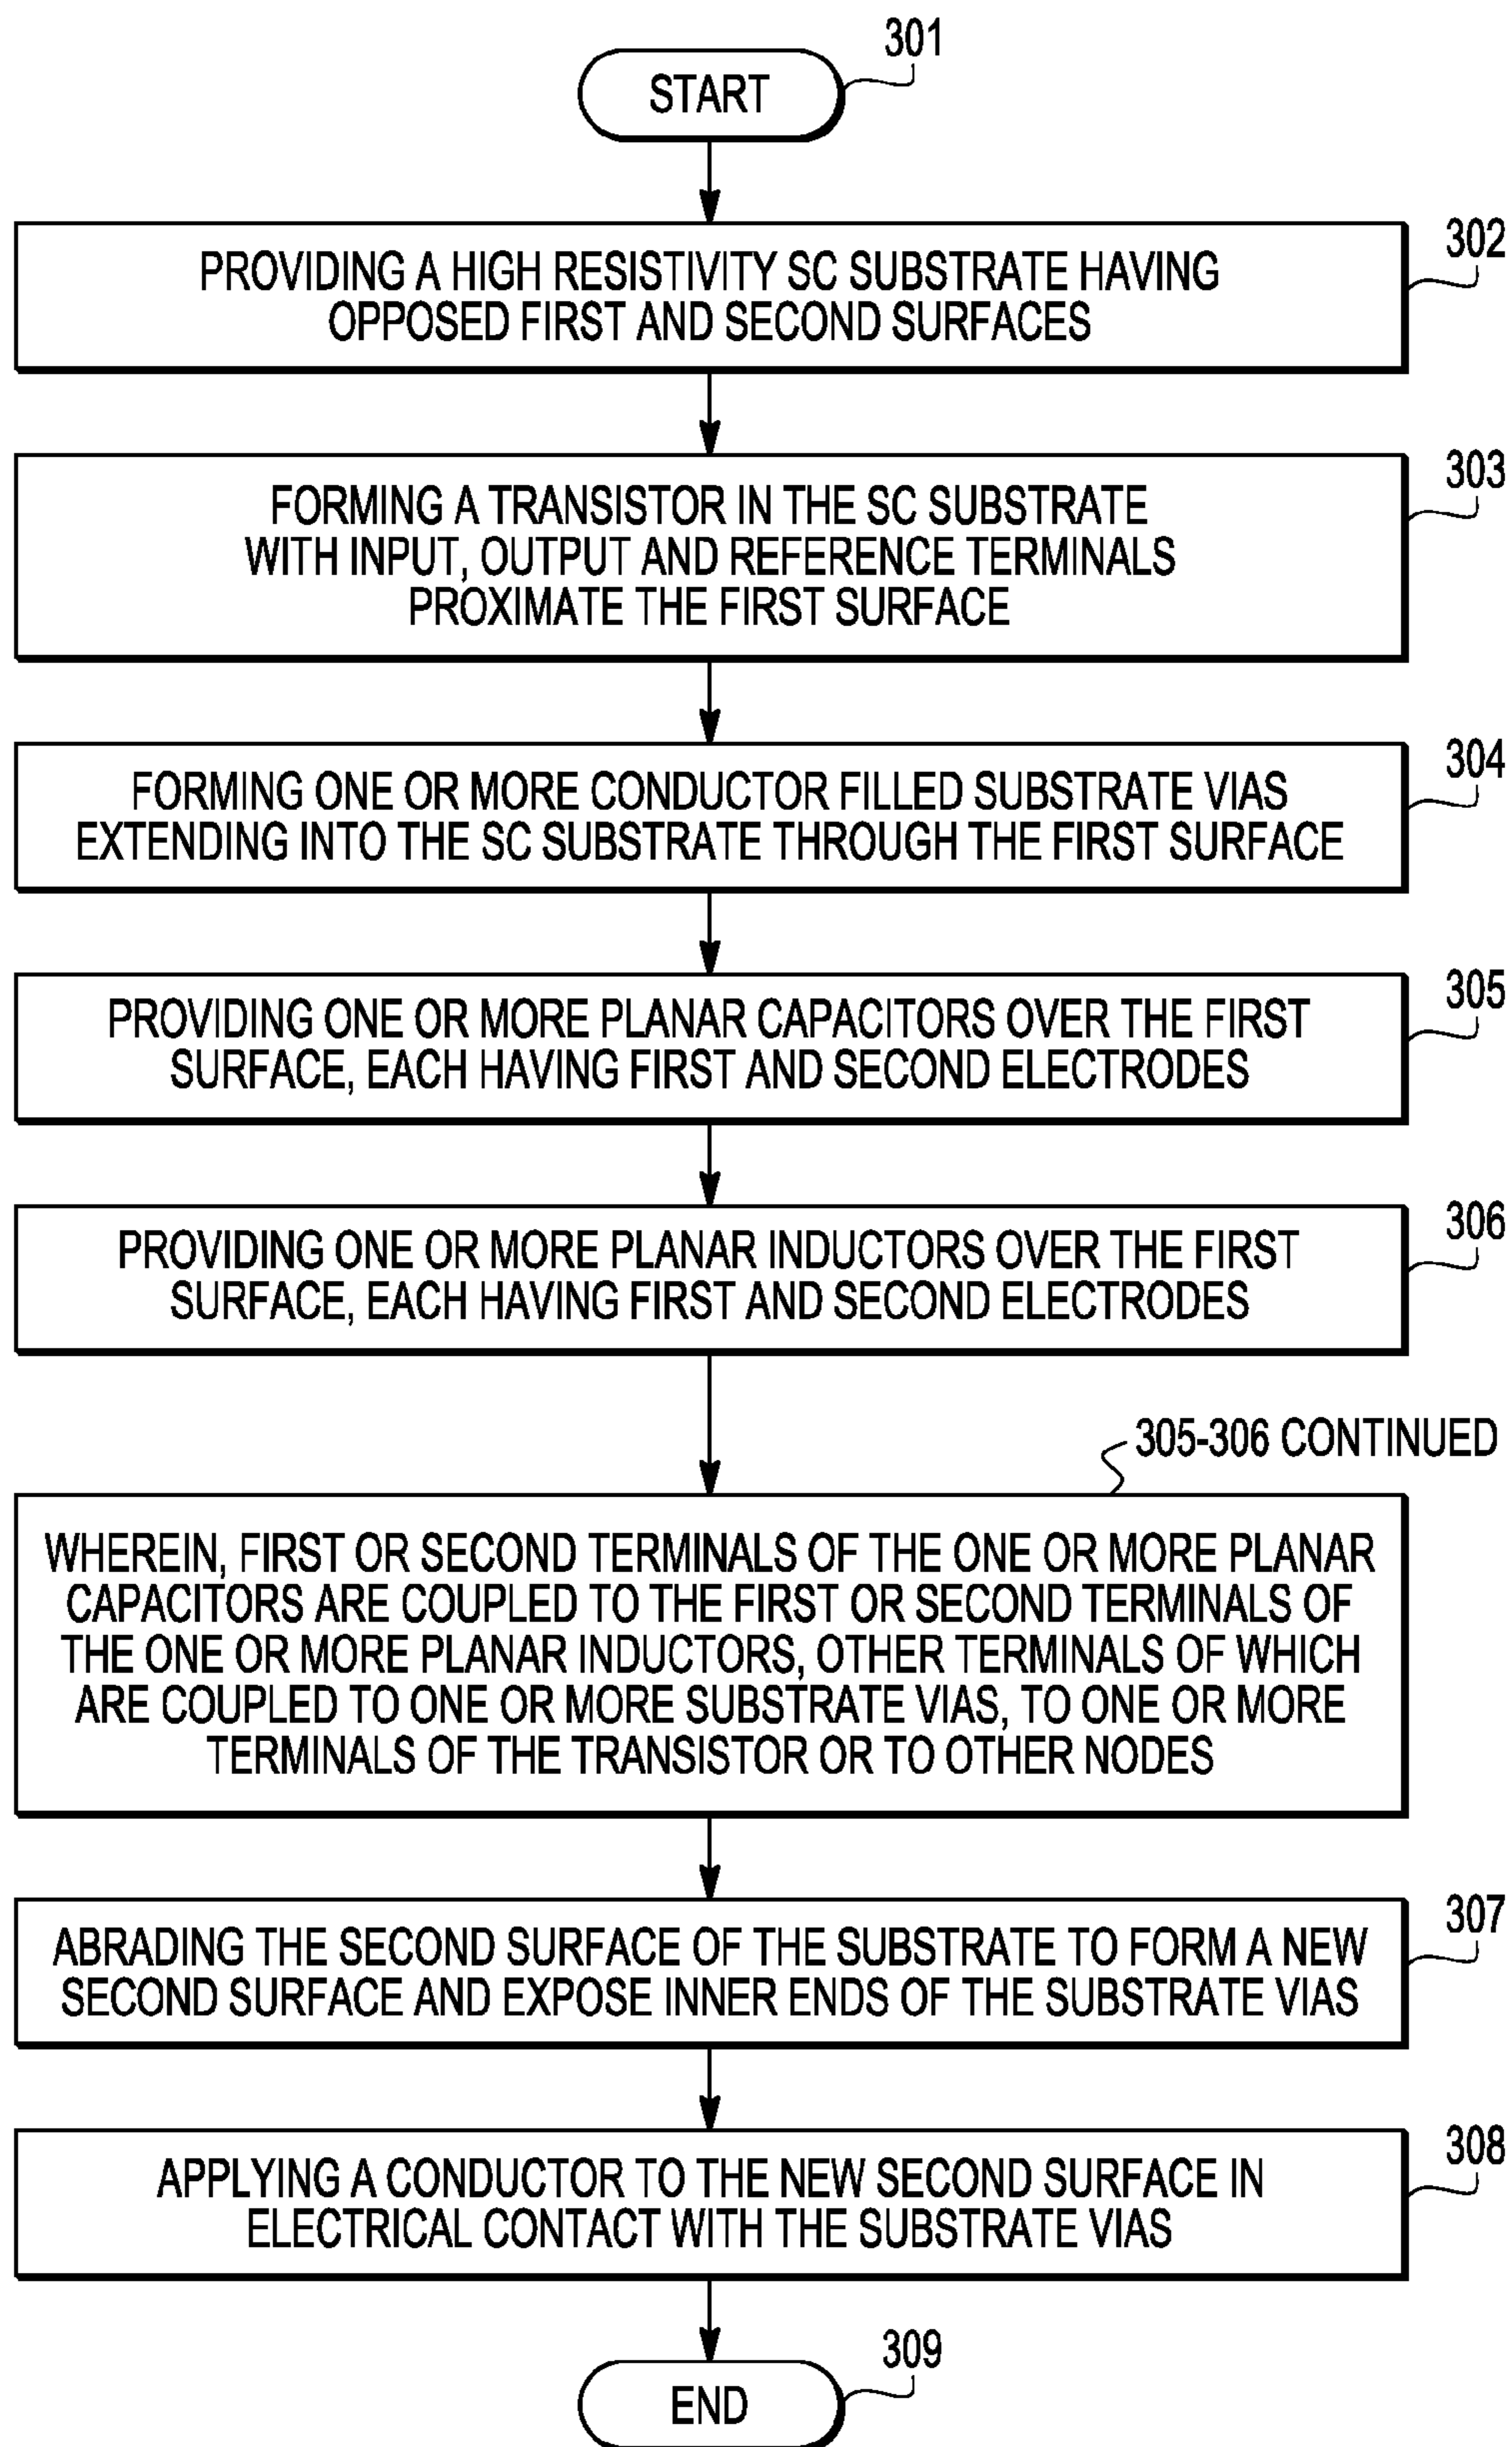 301
START
302
PROVIDING A HIGH RESISTIVITY SC SUBSTRATE HAVING
OPPOSED FIRST AND SECOND SURFACES
303
FORMING A TRANSISTOR IN THE SC SUBSTRATE
WITH INPUT, OUTPUT AND REFERENCE TERMINALS
PROXIMATE THE FIRST SURFACE
304
FORMING ONE OR MORE CONDUCTOR FILLED SUBSTRATE VIAS
EXTENDING INTO THE SC SUBSTRATE THROUGH THE FIRST SURFACE
305
PROVIDING ONE OR MORE PLANAR CAPACITORS OVER THE FIRST
SURFACE, EACH HAVING FIRST AND SECOND ELECTRODES
306
PROVIDING ONE OR MORE PLANAR INDUCTORS OVER THE FIRST
SURFACE, EACH HAVING FIRST AND SECOND ELECTRODES
305-306 CONTINUED
WHEREIN, FIRST OR SECOND TERMINALS OF THE ONE OR MORE PLANAR
CAPACITORS ARE COUPLED TO THE FIRST OR SECOND TERMINALS OF
THE ONE OR MORE PLANAR INDUCTORS, OTHER TERMINALS OF WHICH
ARE COUPLED TO ONE OR MORE SUBSTRATE VIAS, TO ONE OR MORE
TERMINALS OF THE TRANSISTOR OR TO OTHER NODES
307
ABRADING THE SECOND SURFACE OF THE SUBSTRATE TO FORM A NEW
SECOND SURFACE AND EXPOSE INNER ENDS OF THE SUBSTRATE VIAS
308
APPLYING A CONDUCTOR TO THE NEW SECOND SURFACE IN
ELECTRICAL CONTACT WITH THE SUBSTRATE VIAS
309
END